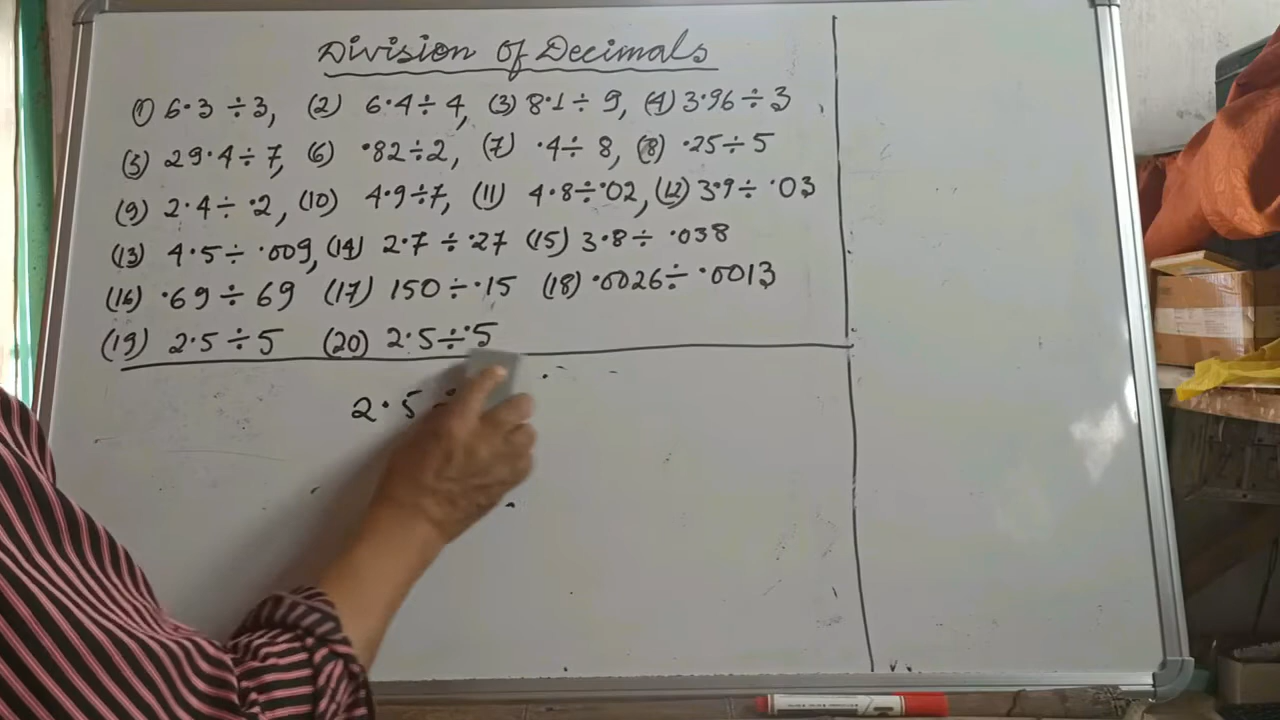 Division of Decimals
(1) 6.3 ÷ 3, (2) 6.4 ÷ 4, (3) 8.1 ÷ 9, (4) 3.96 ÷ 3
(5) 29.4 ÷ 7, (6) .82 ÷ 2, (7) .4 ÷ 8, (8) .25 ÷ 5
(9) 2.4 ÷ .2, (10) 4.9 ÷ 7, (11) 4.8 ÷ .02, (12) 3.9 ÷ .03
(13) 4.5 ÷ .009, (14) 2.7 ÷ .27 (15) 3.8 ÷ .038
(16) .69 ÷ 69 (17) 150 ÷ .15 (18) .0026 ÷ .0013
(19) 2.5 ÷ 5 (20) 2.5 ÷ .5
2.5 ÷